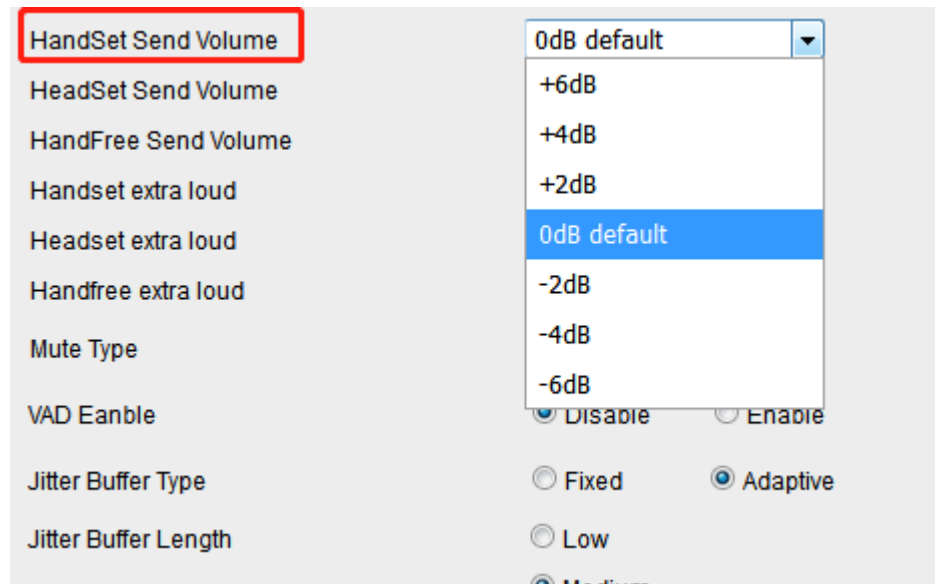 HandSet Send Volume 0dB default
HeadSet Send Volume +6dB
HandFree Send Volume +4dB
Handset extra loud +2dB
Headset extra loud 0dB default
Handfree extra loud -2dB
Mute Type -4dB
-6dB
VAD Eanble Disable Enable
Jitter Buffer Type Fixed Adaptive
Jitter Buffer Length Low
Medium